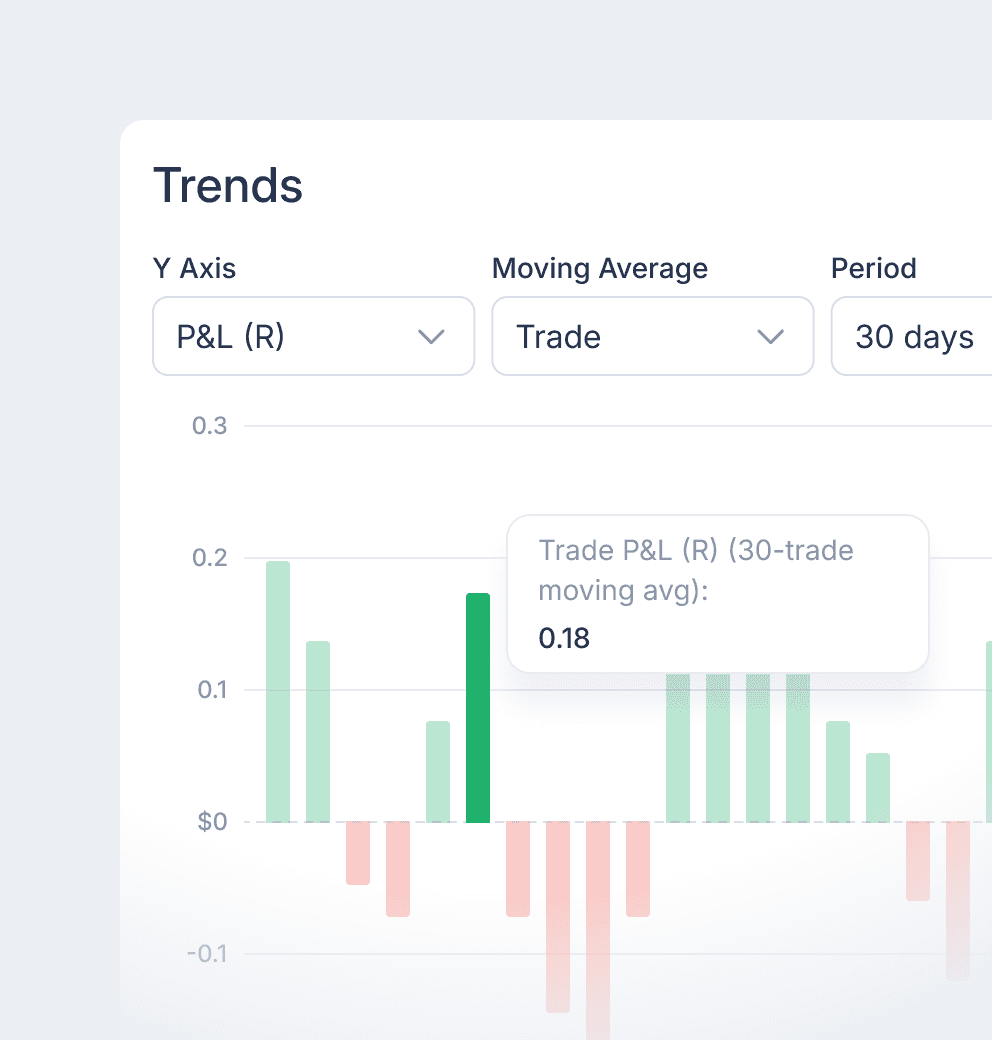 Trends
Y Axis
Moving Average
Period
P&L (R)
Trade
30 days
0.3
0.2
Trade P&L (R) (30-trade
moving avg):
0.18
0.1
$0
-0.1